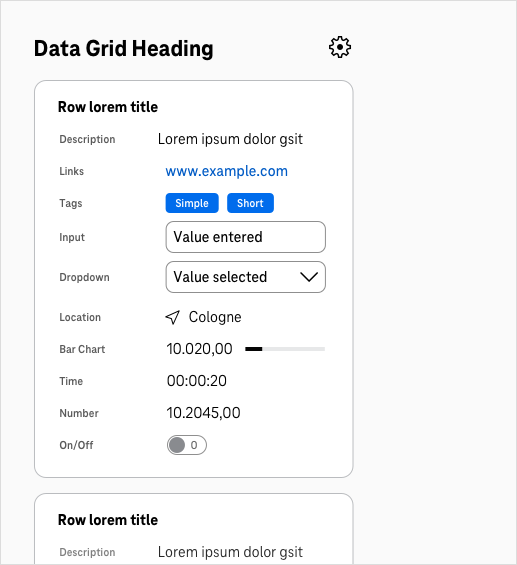 Data Grid Heading
Row lorem title
Description Lorem ipsum dolor gsit
Links www.example.com
Tags Simple Short
Input Value entered
Dropdown Value selected
Location Cologne
Bar Chart 10.020,00
Time 00:00:20
Number 10.2045,00
On/Off 0
Row lorem title
Description Lorem ipsum dolor gsit